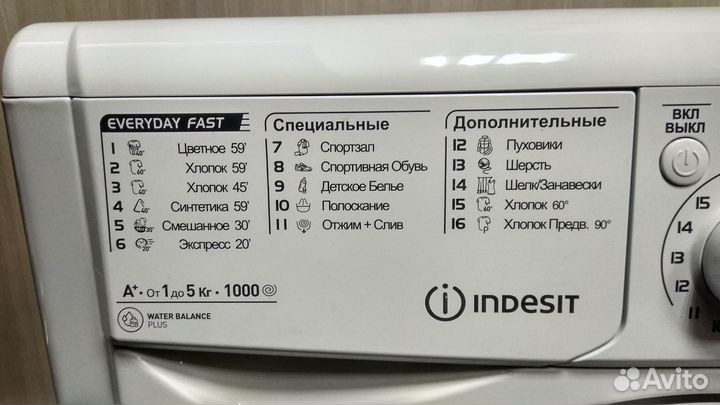 EVERYDAY FAST
1 Цветное 59'
2 Хлопок 59'
3 Хлопок 45'
4 Синтетика 59'
5 Смешанное 30'
6 Экспресс 20'
Специальные
7 Спортзал
8 Спортивная Обувь
9 Детское Белье
10 Полоскание
11 Отжим + Слив
Дополнительные
12 Пуховики
13 Шерсть
14 Шелк/Занавески
15 Хлопок 60°
16 Хлопок Предв. 90°
A+ · От 1 до 5 Кг · 1000
WATER BALANCE
PLUS
INDESIT
ВКЛ
ВЫКЛ
15
14
13
12
11
Avito